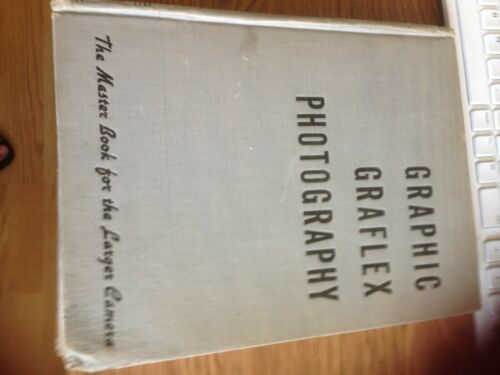 GRAPHIC
GRAFLEX
PHOTOGRAPHY
The Master Book for the Larger Camera